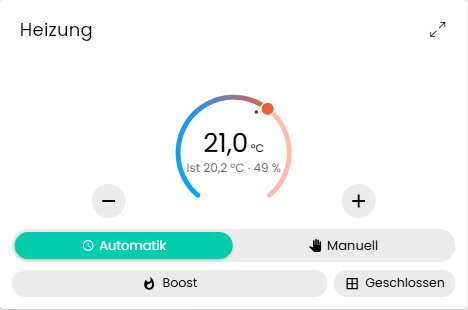 Heizung
21,0 °C
Ist 20,2 °C · 49 %
Automatik
Manuell
Boost
Geschlossen